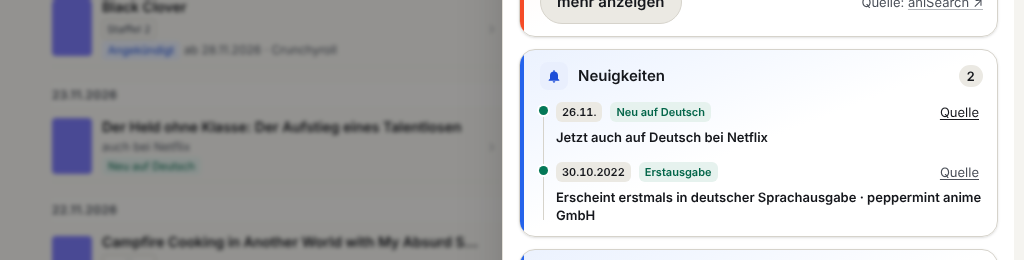 Black Clover
Staffel 2
Angekündigt ab 26.11.2026 · Crunchyroll
23.11.2026
Der Held ohne Klasse: Der Aufstieg eines Talentlosen
auch bei Netflix
Neu auf Deutsch
22.11.2026
Campfire Cooking in Another World with My Absurd S...
mehr anzeigen
Quelle: aniSearch ↗
Neuigkeiten
2
26.11. Neu auf Deutsch Quelle
Jetzt auch auf Deutsch bei Netflix
30.10.2022 Erstausgabe Quelle
Erscheint erstmals in deutscher Sprachausgabe · peppermint anime
GmbH